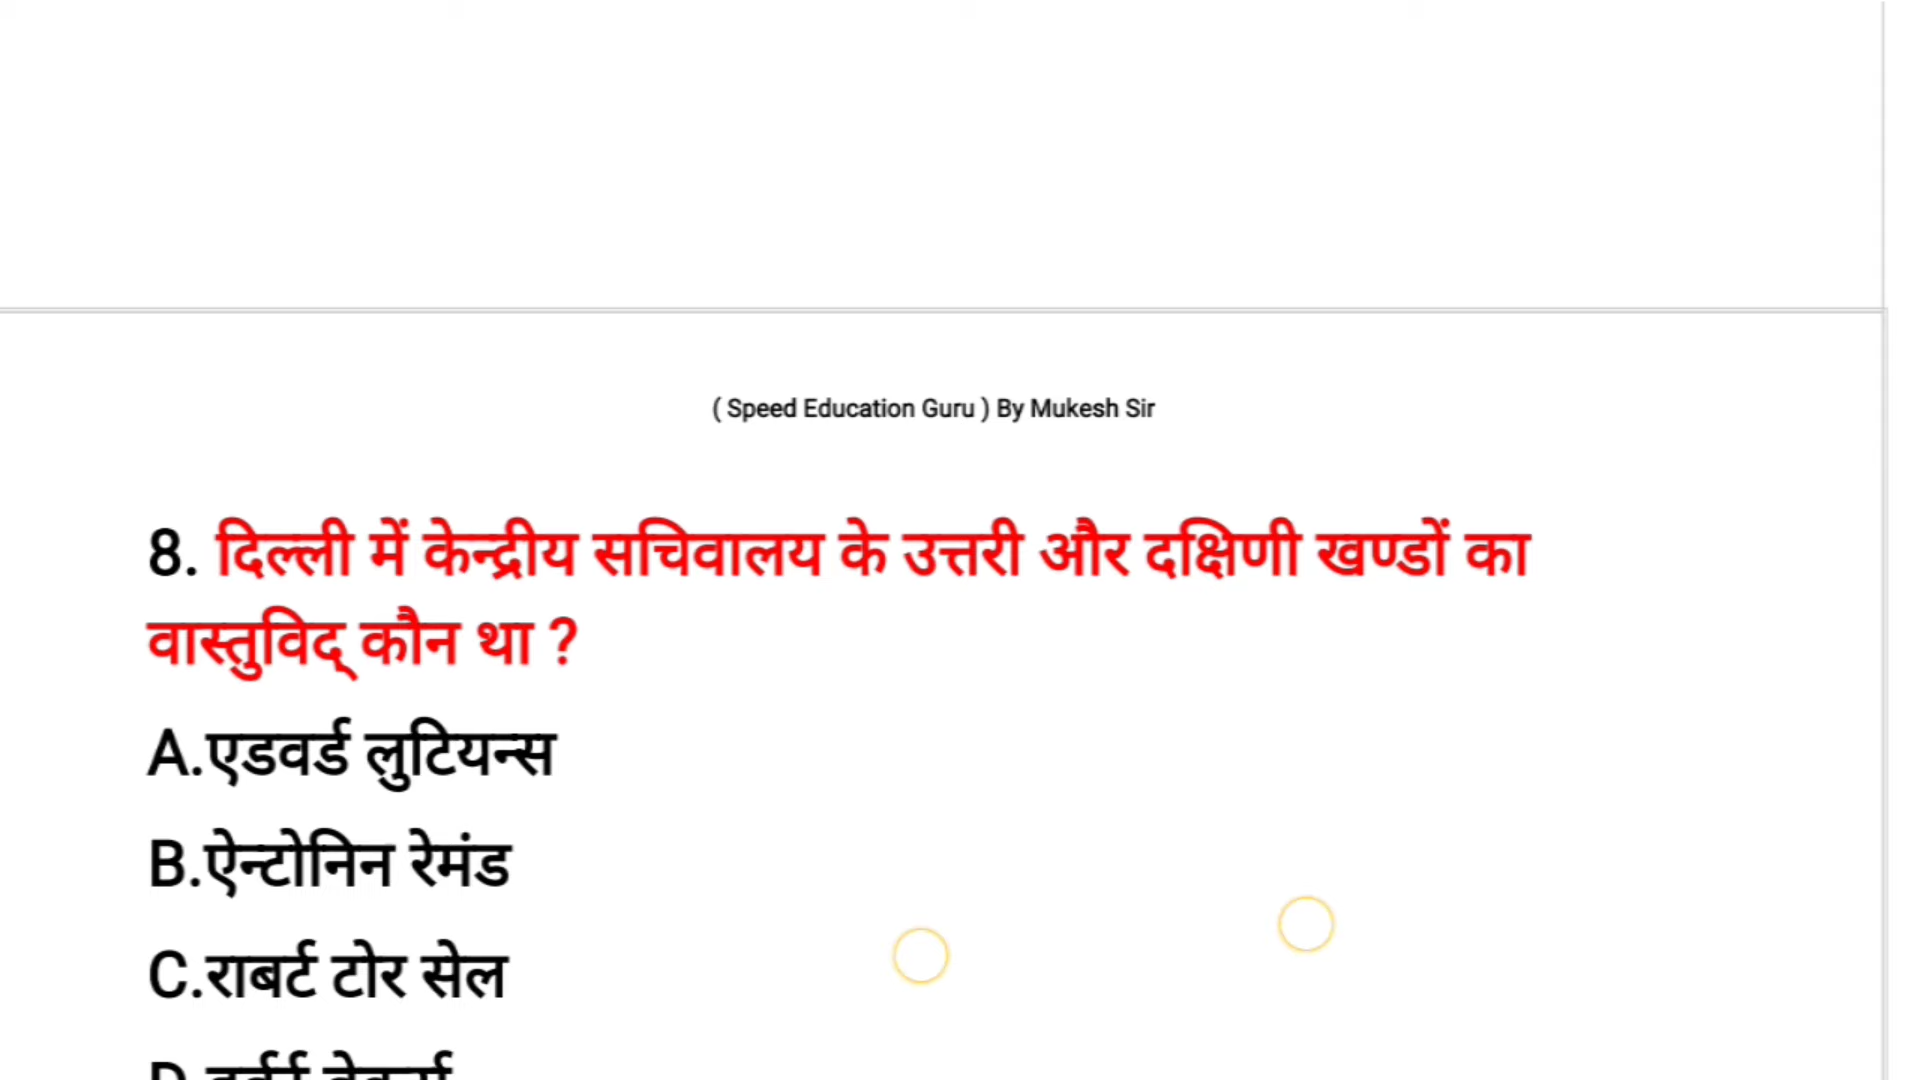 ( Speed Education Guru ) By Mukesh Sir
8. दिल्ली में केन्द्रीय सचिवालय के उत्तरी और दक्षिणी खण्डों का
वास्तुविद् कौन था ?
A.एडवर्ड लुटियन्स
B.ऐन्टोनिन रेमंड
C.राबर्ट टोर सेल